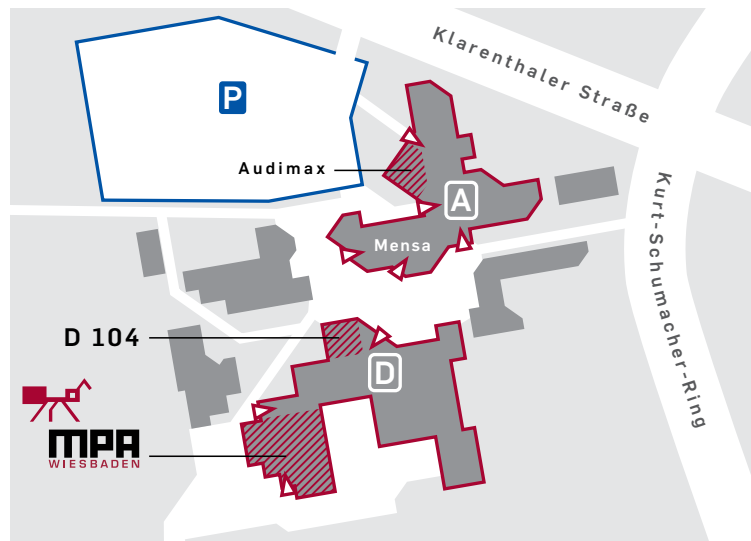 Klarenthaler Straße
P
Audimax
A
Kurt-Schumacher-Ring
Mensa
D 104
D
MPA
WIESBADEN